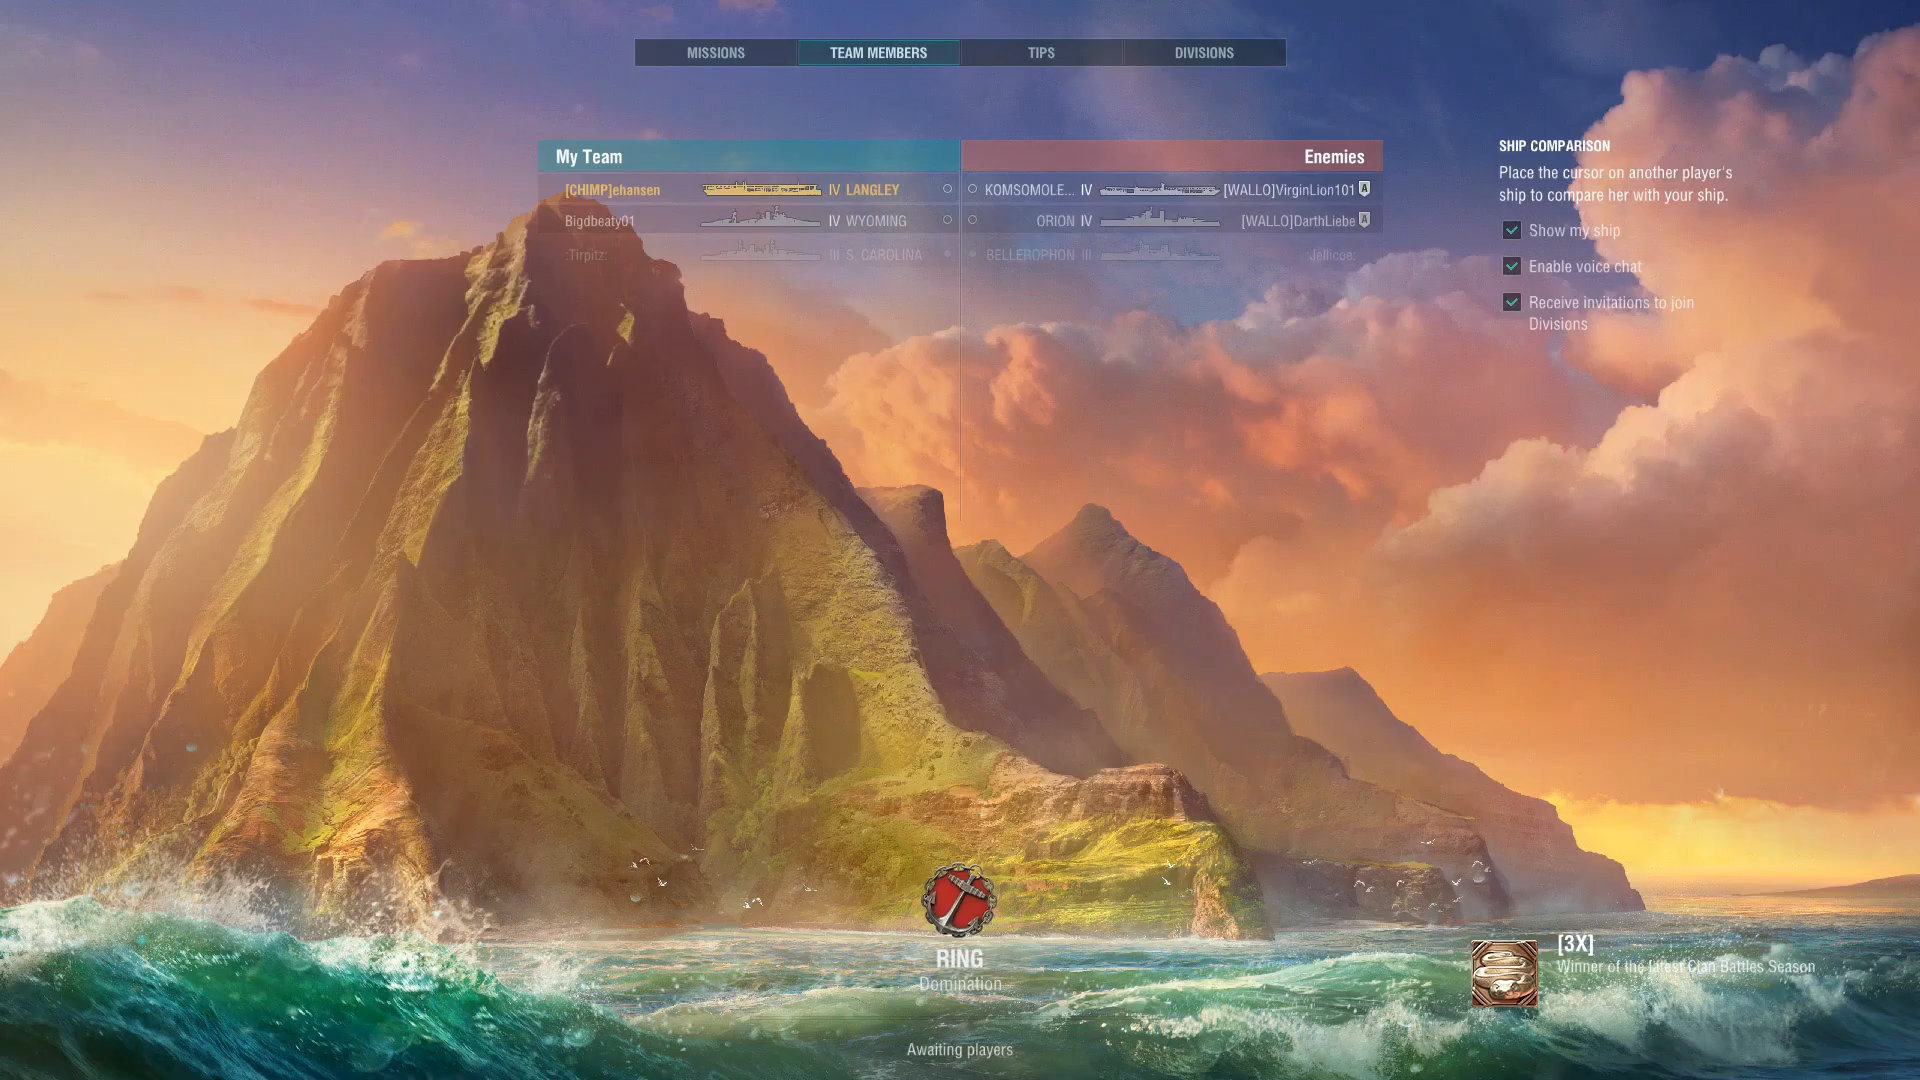 MISSIONS TEAM MEMBERS TIPS DIVISIONS
My Team Enemies
[CHIMP]ehansen IV LANGLEY KOMSOMOLE... IV [WALLO]VirginLion101 A
Bigdbeaty01 IV WYOMING ORION IV [WALLO]DarthLiebe A
:Tirpitz: III S. CAROLINA BELLEROPHON III :Jellicoe:
SHIP COMPARISON
Place the cursor on another player's
ship to compare her with your ship.
Show my ship
Enable voice chat
Receive invitations to join
Divisions
RING
Domination
[3X]
Winner of the Latest Clan Battles Season
Awaiting players